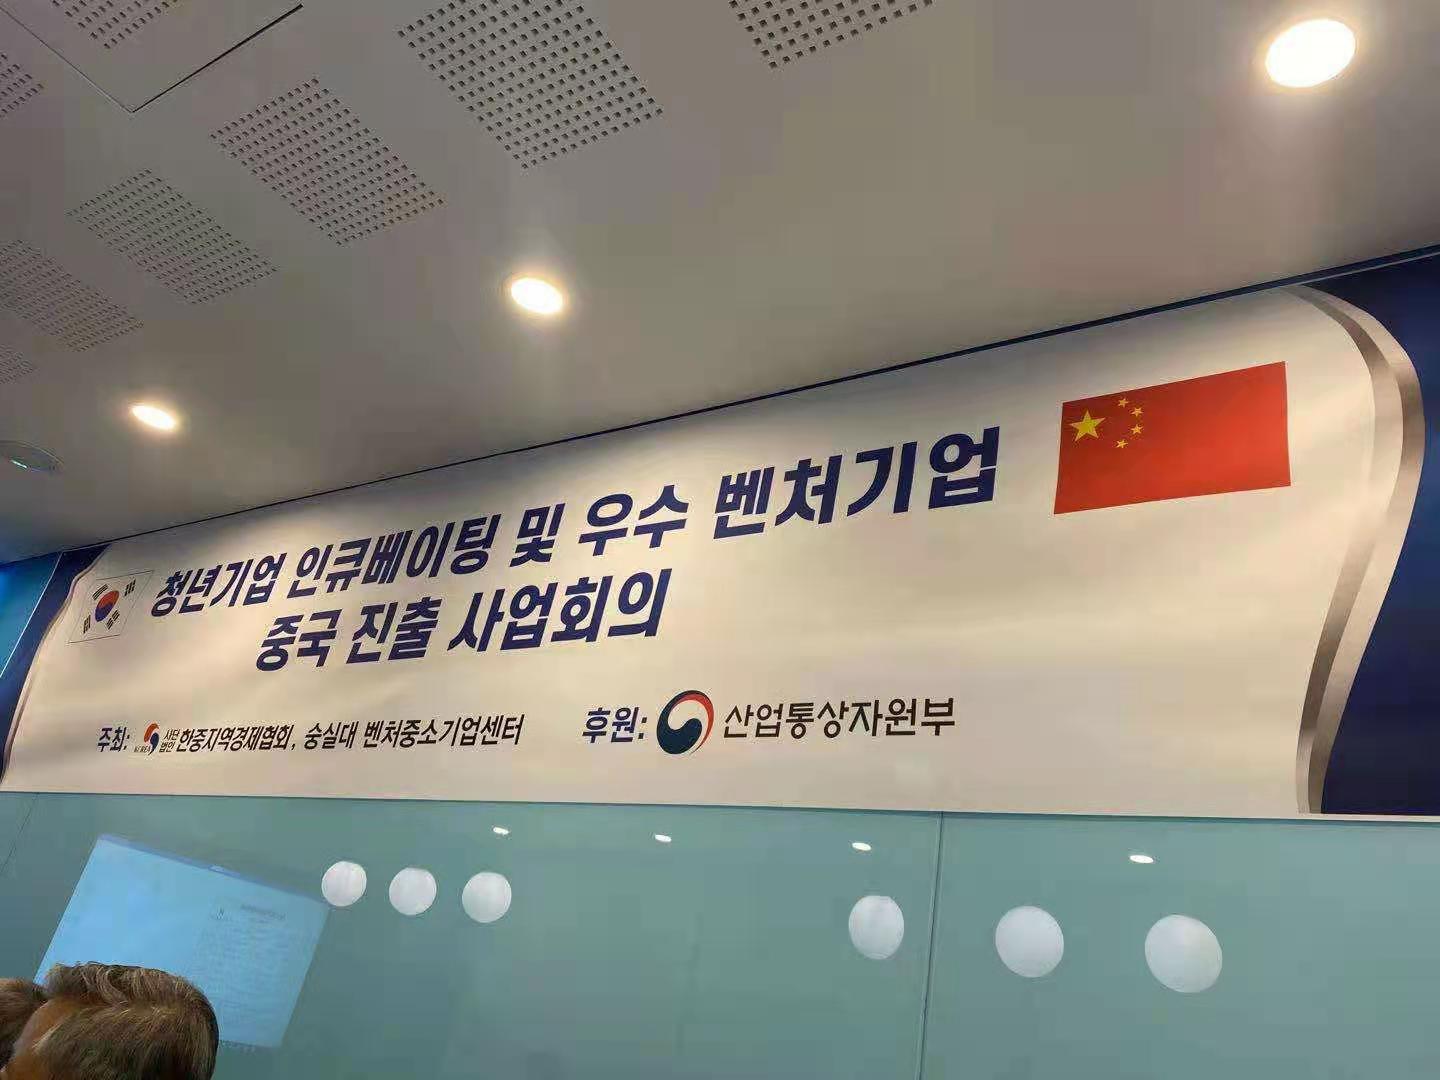 청년기업 인큐베이팅 및 우수 벤처기업
중국 진출 사업회의
주최: KOREA 사단법인 한중지역경제협회, 숭실대 벤처중소기업센터 후원: 산업통상자원부